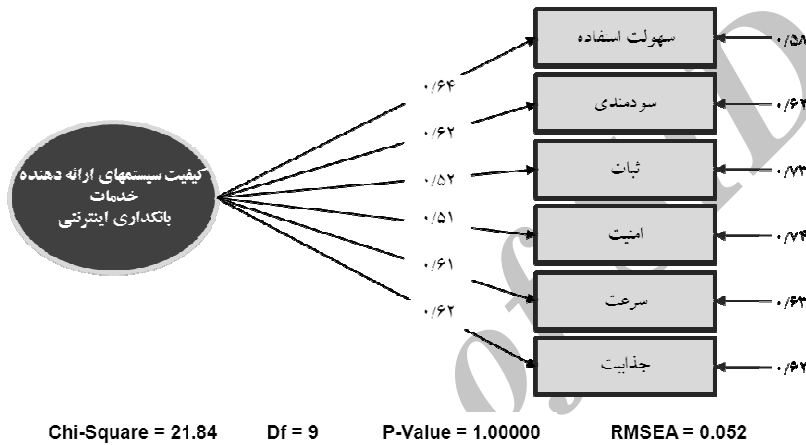 سهولت استفاده
سودمندی
ثبات
امنیت
سرعت
جذابیت
کیفیت سیستمهای ارائه دهنده
خدمات
بانکداری اینترنتی
۰/۶۴
۰/۶۲
۰/۵۲
۰/۵۱
۰/۶۱
۰/۶۲
۰/۵۸
۰/۶۲
۰/۷۳
۰/۷۴
۰/۶۳
۰/۶۲
Chi-Square = 21.84 Df = 9 P-Value = 1.00000 RMSEA = 0.052